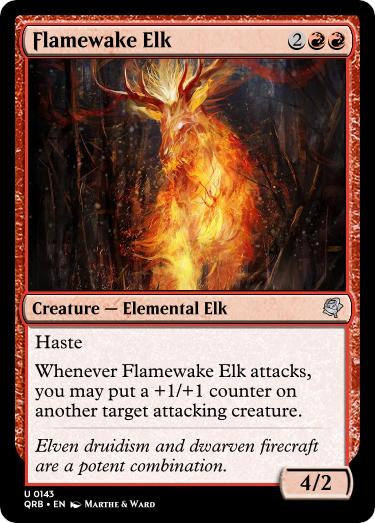 Flamewake Elk 2
Creature — Elemental Elk
Haste
Whenever Flamewake Elk attacks,
you may put a +1/+1 counter on
another target attacking creature.
Elven druidism and dwarven firecraft
are a potent combination.
4/2
U 0143
QRB • EN Marthe & Ward